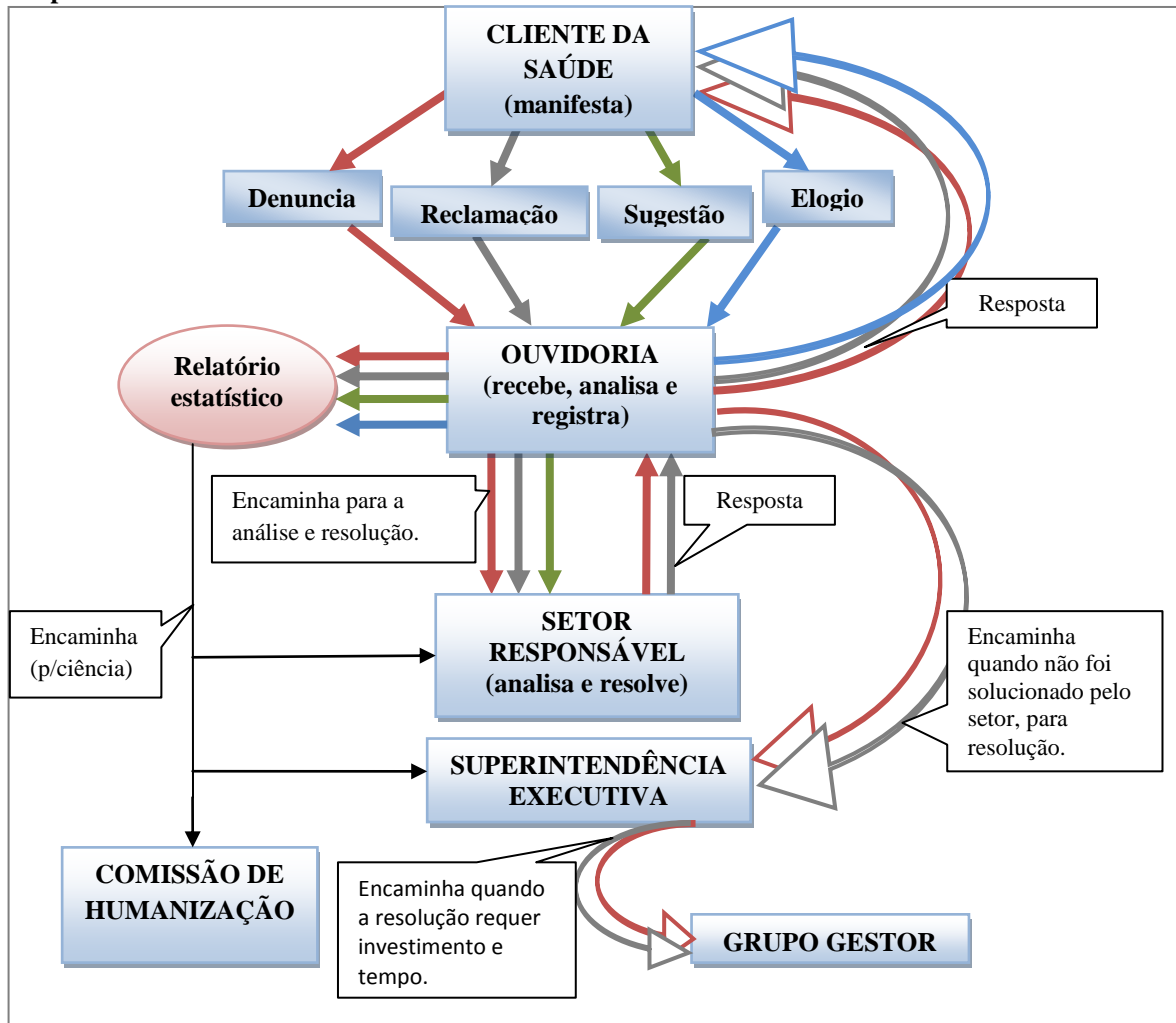 CLIENTE DA
SAÚDE
(manifesta)
Denuncia
Reclamação
Sugestão
Elogio
Resposta
OUVIDORIA
(recebe, analisa e
registra)
Relatório
estatístico
Encaminha para a
análise e resolução.
Resposta
SETOR
RESPONSÁVEL
(analisa e resolve)
Encaminha
(p/ciência)
Encaminha
quando não foi
solucionado pelo
setor, para
resolução.
SUPERINTENDÊNCIA
EXECUTIVA
COMISSÃO DE
HUMANIZAÇÃO
Encaminha quando
a resolução requer
investimento e
tempo.
GRUPO GESTOR